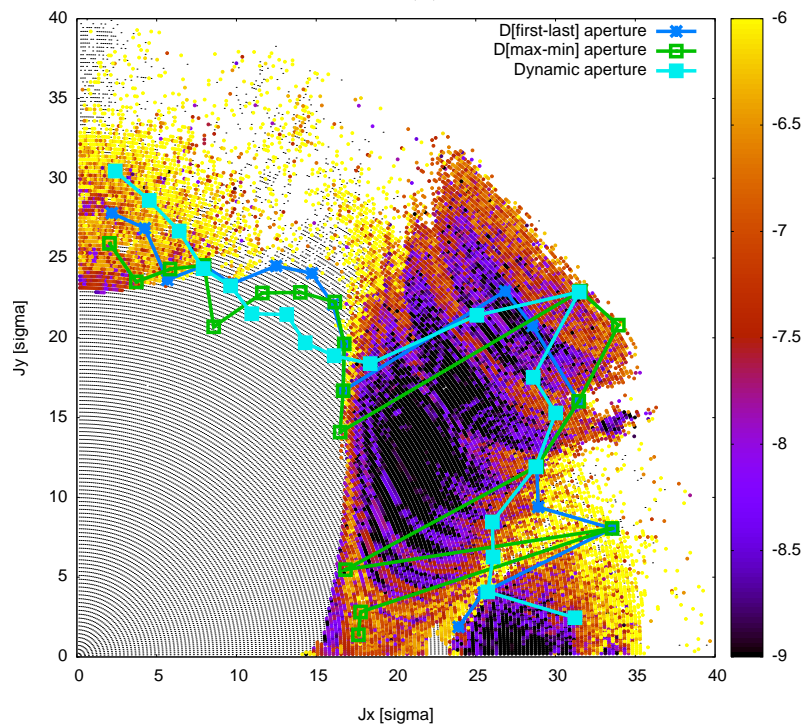 D[first-last] aperture
D[max-min] aperture
Dynamic aperture
40
35
30
25
20
15
10
5
0
Jy [sigma]
0 5 10 15 20 25 30 35 40
Jx [sigma]
-6
-6.5
-7
-7.5
-8
-8.5
-9